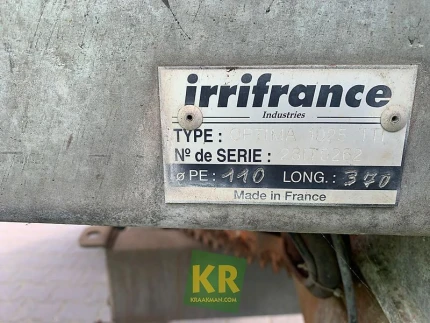 irrifrance
Industries
TYPE :
Nº de SERIE :
ø PE : 110 LONG. : 370
Made in France
KR
KRAAKMAN.COM